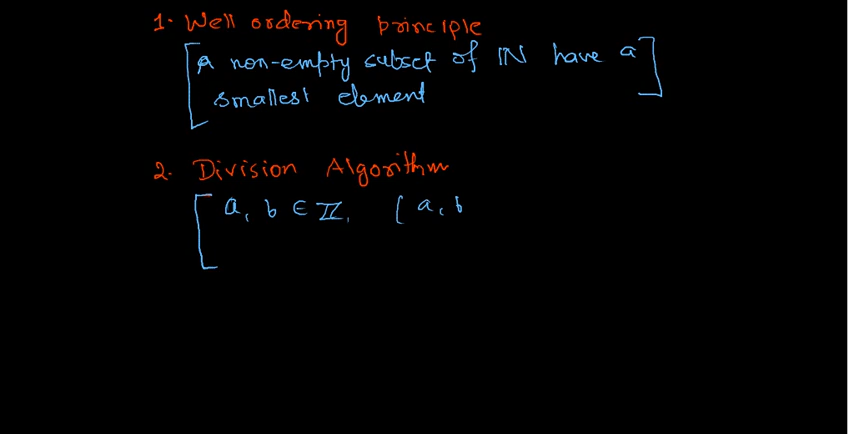 1. Well ordering principle
[ A non-empty subset of ℕ have a
smallest element ]
2. Division Algorithm
[ a, b ∈ ℤ, ( a, b